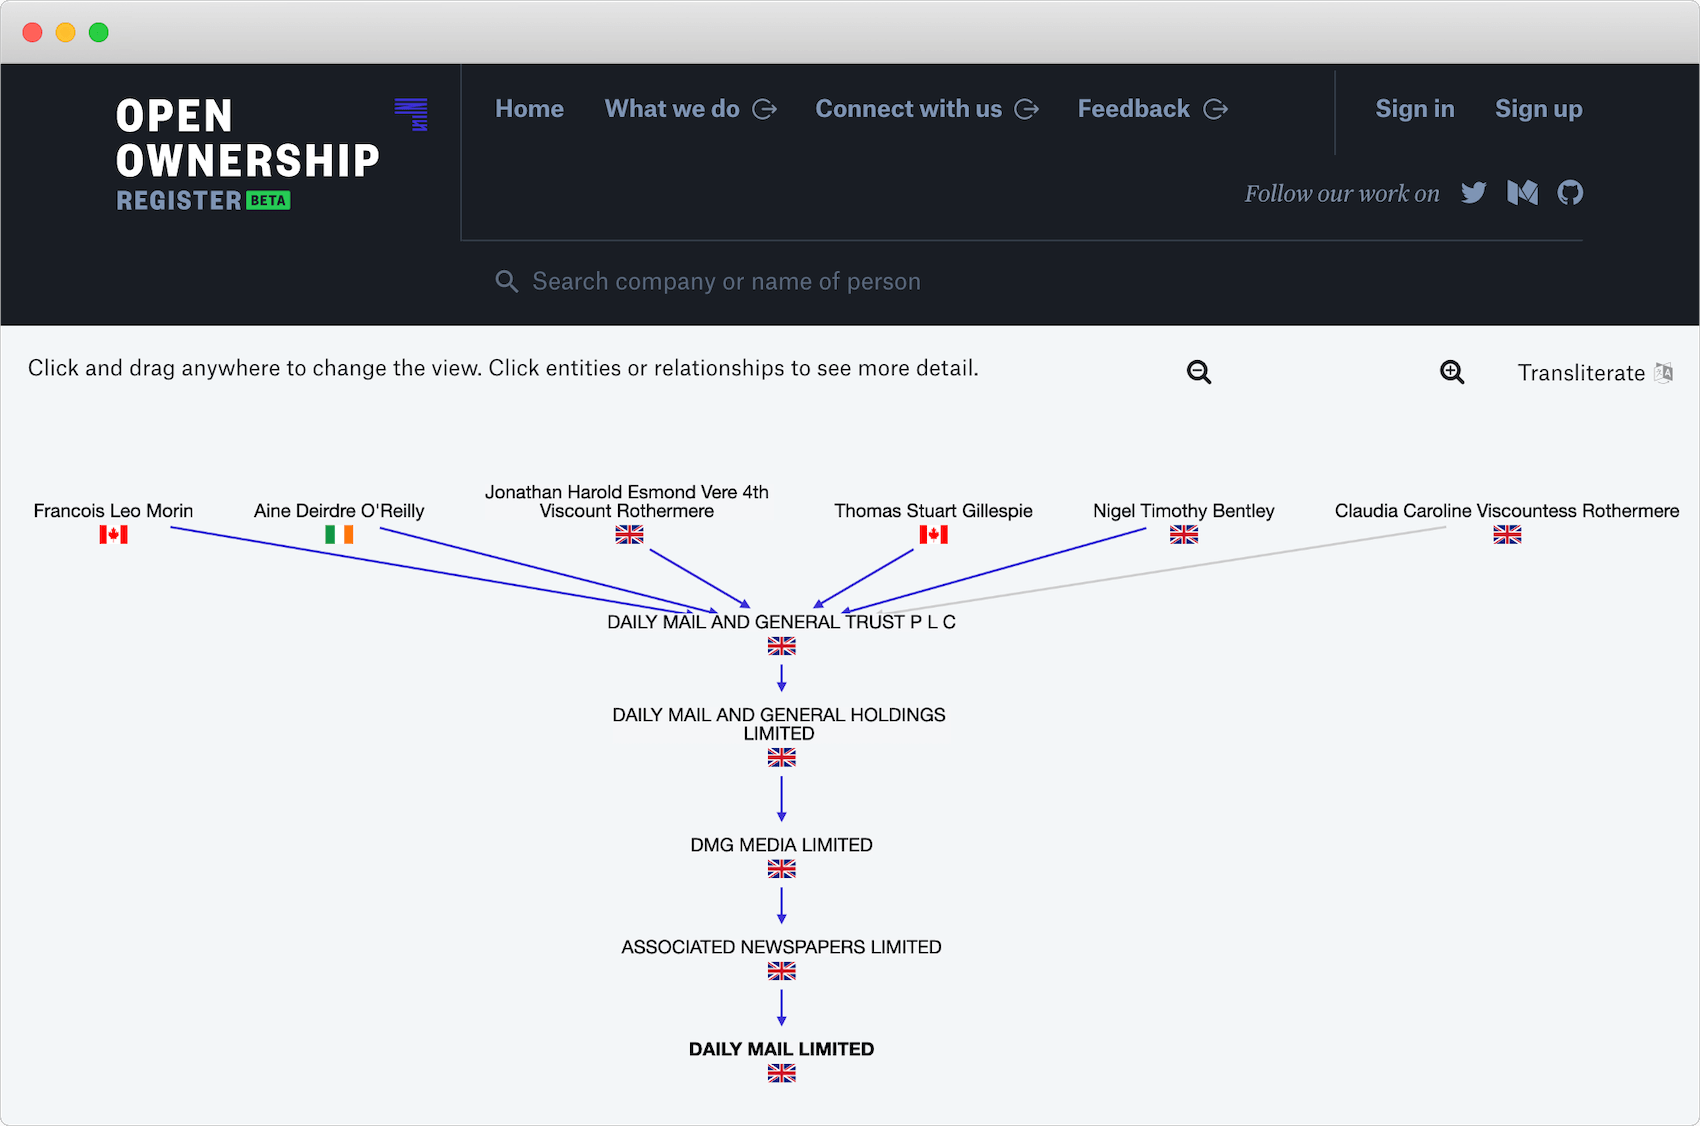 OPEN
OWNERSHIP
REGISTER BETA
Home What we do Connect with us Feedback Sign in Sign up
Follow our work on
Search company or name of person
Click and drag anywhere to change the view. Click entities or relationships to see more detail.
Transliterate
Francois Leo Morin
Aine Deirdre O'Reilly
Jonathan Harold Esmond Vere 4th
Viscount Rothermere
Thomas Stuart Gillespie
Nigel Timothy Bentley
Claudia Caroline Viscountess Rothermere
DAILY MAIL AND GENERAL TRUST P L C
DAILY MAIL AND GENERAL HOLDINGS
LIMITED
DMG MEDIA LIMITED
ASSOCIATED NEWSPAPERS LIMITED
DAILY MAIL LIMITED